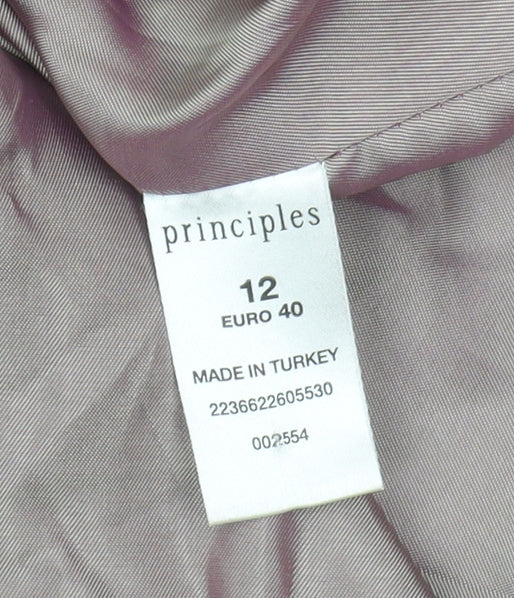 principles
12
EURO 40
MADE IN TURKEY
2236622605530
002554